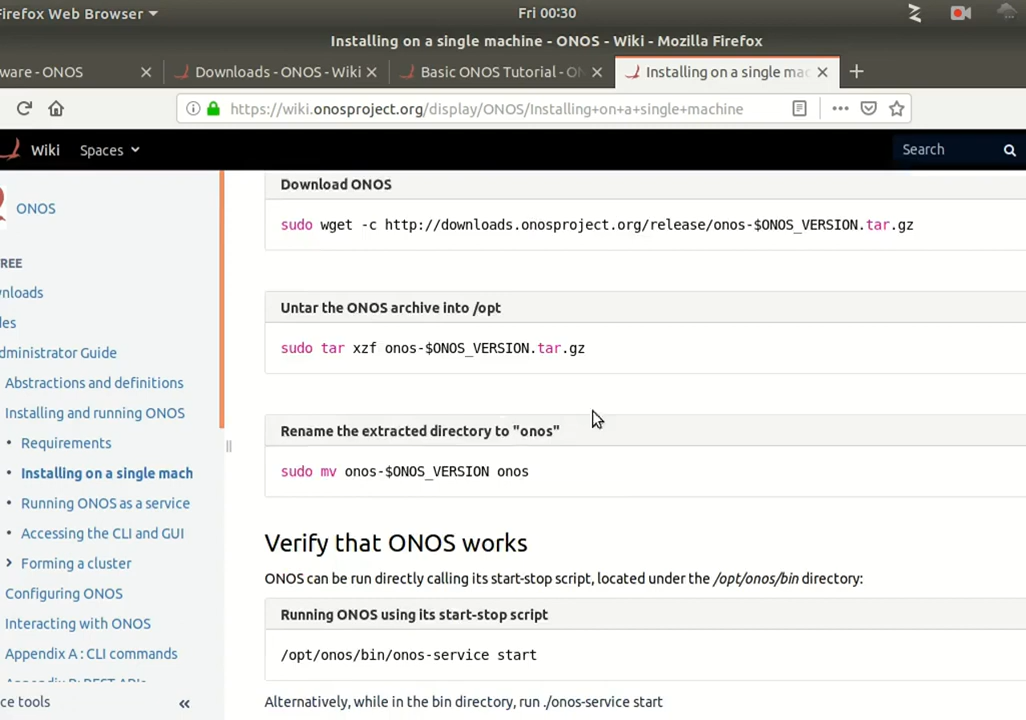 Firefox Web Browser
Fri 00:30
Installing on a single machine - ONOS - Wiki - Mozilla Firefox
ware - ONOS
Downloads - ONOS - Wiki
Basic ONOS Tutorial - ON
Installing on a single mac
https://wiki.onosproject.org/display/ONOS/Installing+on+a+single+machine
Wiki
Spaces
Search
ONOS
REE
nloads
des
dministrator Guide
Abstractions and definitions
Installing and running ONOS
Requirements
Installing on a single mach
Running ONOS as a service
Accessing the CLI and GUI
Forming a cluster
Configuring ONOS
Interacting with ONOS
Appendix A : CLI commands
Appendix B: REST APIs
ce tools
Download ONOS
sudo wget -c http://downloads.onosproject.org/release/onos-$ONOS_VERSION.tar.gz
Untar the ONOS archive into /opt
sudo tar xzf onos-$ONOS_VERSION.tar.gz
Rename the extracted directory to "onos"
sudo mv onos-$ONOS_VERSION onos
Verify that ONOS works
ONOS can be run directly calling its start-stop script, located under the /opt/onos/bin directory:
Running ONOS using its start-stop script
/opt/onos/bin/onos-service start
Alternatively, while in the bin directory, run ./onos-service start